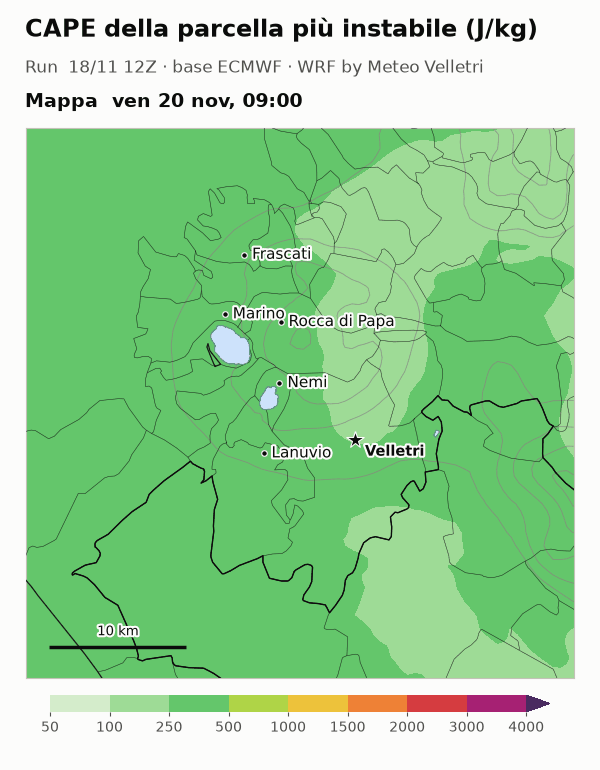 CAPE della parcella più instabile (J/kg)
Run  18/11 12Z · base ECMWF · WRF by Meteo Velletri
Mappa  ven 20 nov, 09:00
Frascati
Marino
Rocca di Papa
Nemi
Velletri
Lanuvio
10 km
50 100 250 500 1000 1500 2000 3000 4000